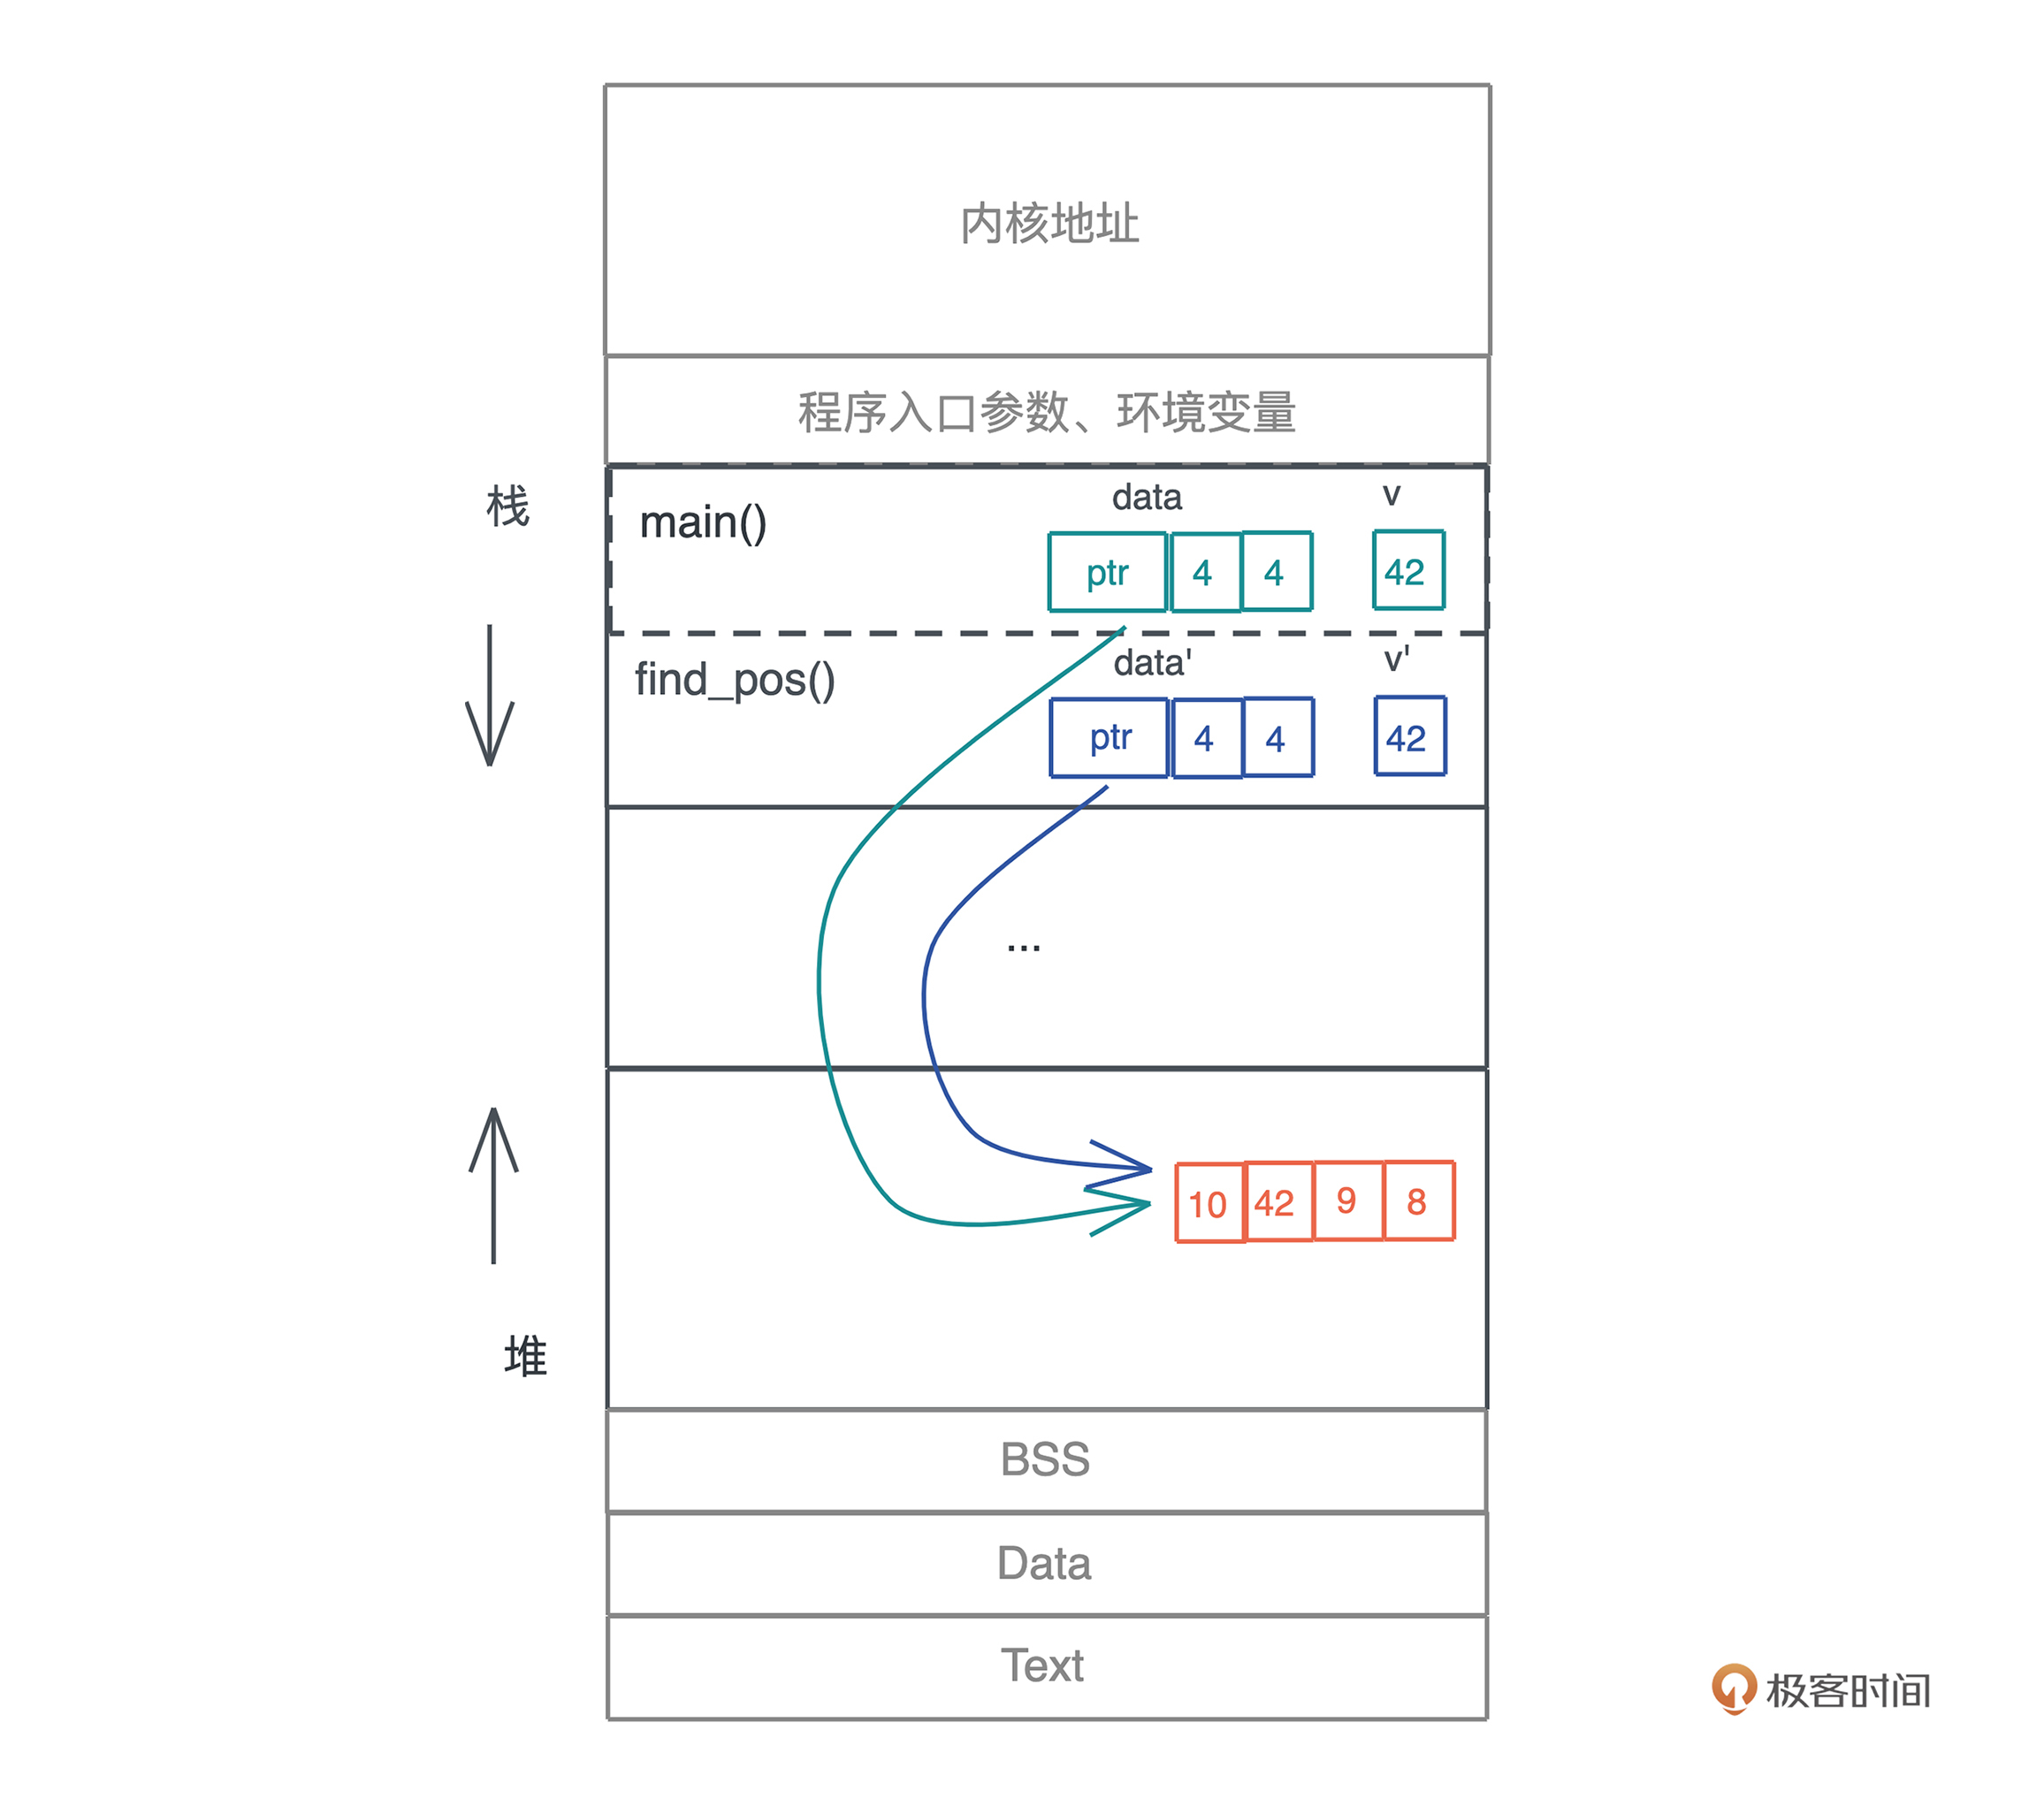 内核地址
程序入口参数、环境变量
栈
main()
data
v
ptr 4 4 42
find_pos()
data'
v'
ptr 4 4 42
...
10 42 9 8
堆
BSS
Data
Text
极客时间